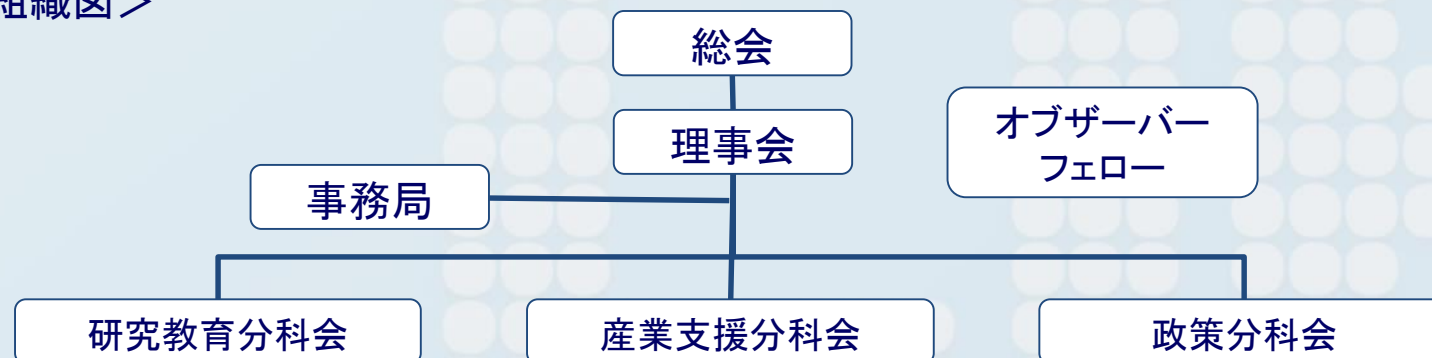 組織図＞
総会
理事会
オブザーバー
フェロー
事務局
研究教育分科会
産業支援分科会
政策分科会